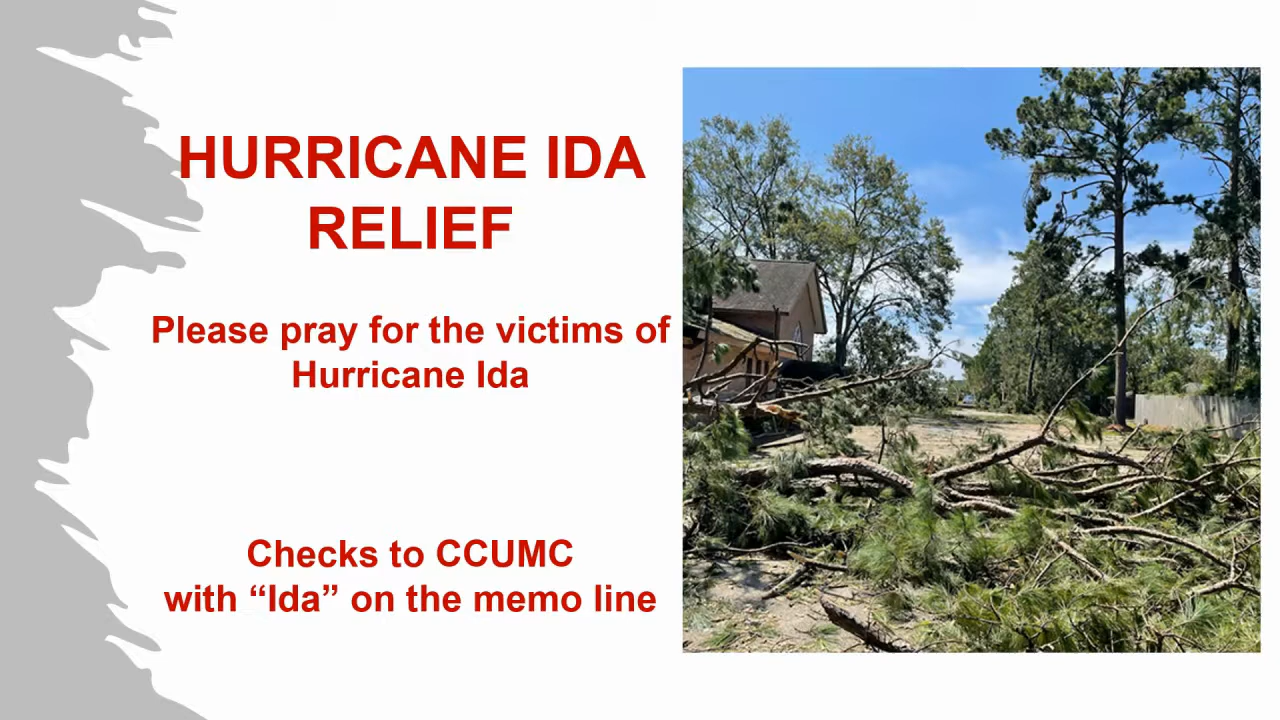 HURRICANE IDA
RELIEF
Please pray for the victims of
Hurricane Ida
Checks to CCUMC
with “Ida” on the memo line